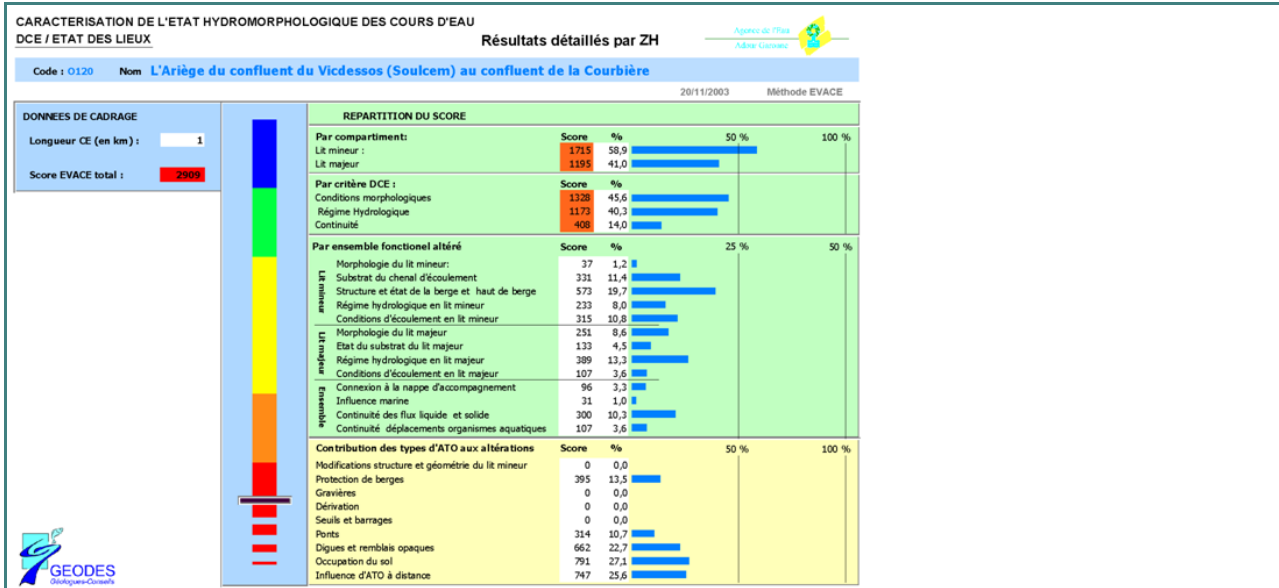 CARACTERISATION DE L'ETAT HYDROMORPHOLOGIQUE DES COURS D'EAU
DCE / ETAT DES LIEUX
Résultats détaillés par ZH
Agence de l'Eau
Adour Garonne
Code : O120 Nom L'Ariège du confluent du Vicdessos (Soulcem) au confluent de la Courbière
20/11/2003 Méthode EVACE
DONNEES DE CADRAGE
Longueur CE (en km) : 1
Score EVACE total : 2909
REPARTITION DU SCORE
Par compartiment: Score % 50 % 100 %
Lit mineur : 1715 58,9
Lit majeur 1195 41,0
Par critère DCE : Score %
Conditions morphologiques 1328 45,6
Régime Hydrologique 1173 40,3
Continuité 408 14,0
Par ensemble fonctionel altéré Score % 25 % 50 %
Lit mineur
Morphologie du lit mineur: 37 1,2
Substrat du chenal d'écoulement 331 11,4
Structure et état de la berge et haut de berge 573 19,7
Régime hydrologique en lit mineur 233 8,0
Conditions d'écoulement en lit mineur 315 10,8
Lit majeur
Morphologie du lit majeur 251 8,6
Etat du substrat du lit majeur 133 4,5
Régime hydrologique en lit majeur 389 13,3
Conditions d'écoulement en lit majeur 107 3,6
Ensemble
Connexion à la nappe d'accompagnement 96 3,3
Influence marine 31 1,0
Continuité des flux liquide et solide 300 10,3
Continuité déplacements organismes aquatiques 107 3,6
Contribution des types d'ATO aux altérations Score % 50 % 100 %
Modifications structure et géométrie du lit mineur 0 0,0
Protection de berges 395 13,5
Gravières 0 0,0
Dérivation 0 0,0
Seuils et barrages 0 0,0
Ponts 314 10,7
Digues et remblais opaques 662 22,7
Occupation du sol 791 27,1
Influence d'ATO à distance 747 25,6
GEODES
Géologues-Conseils